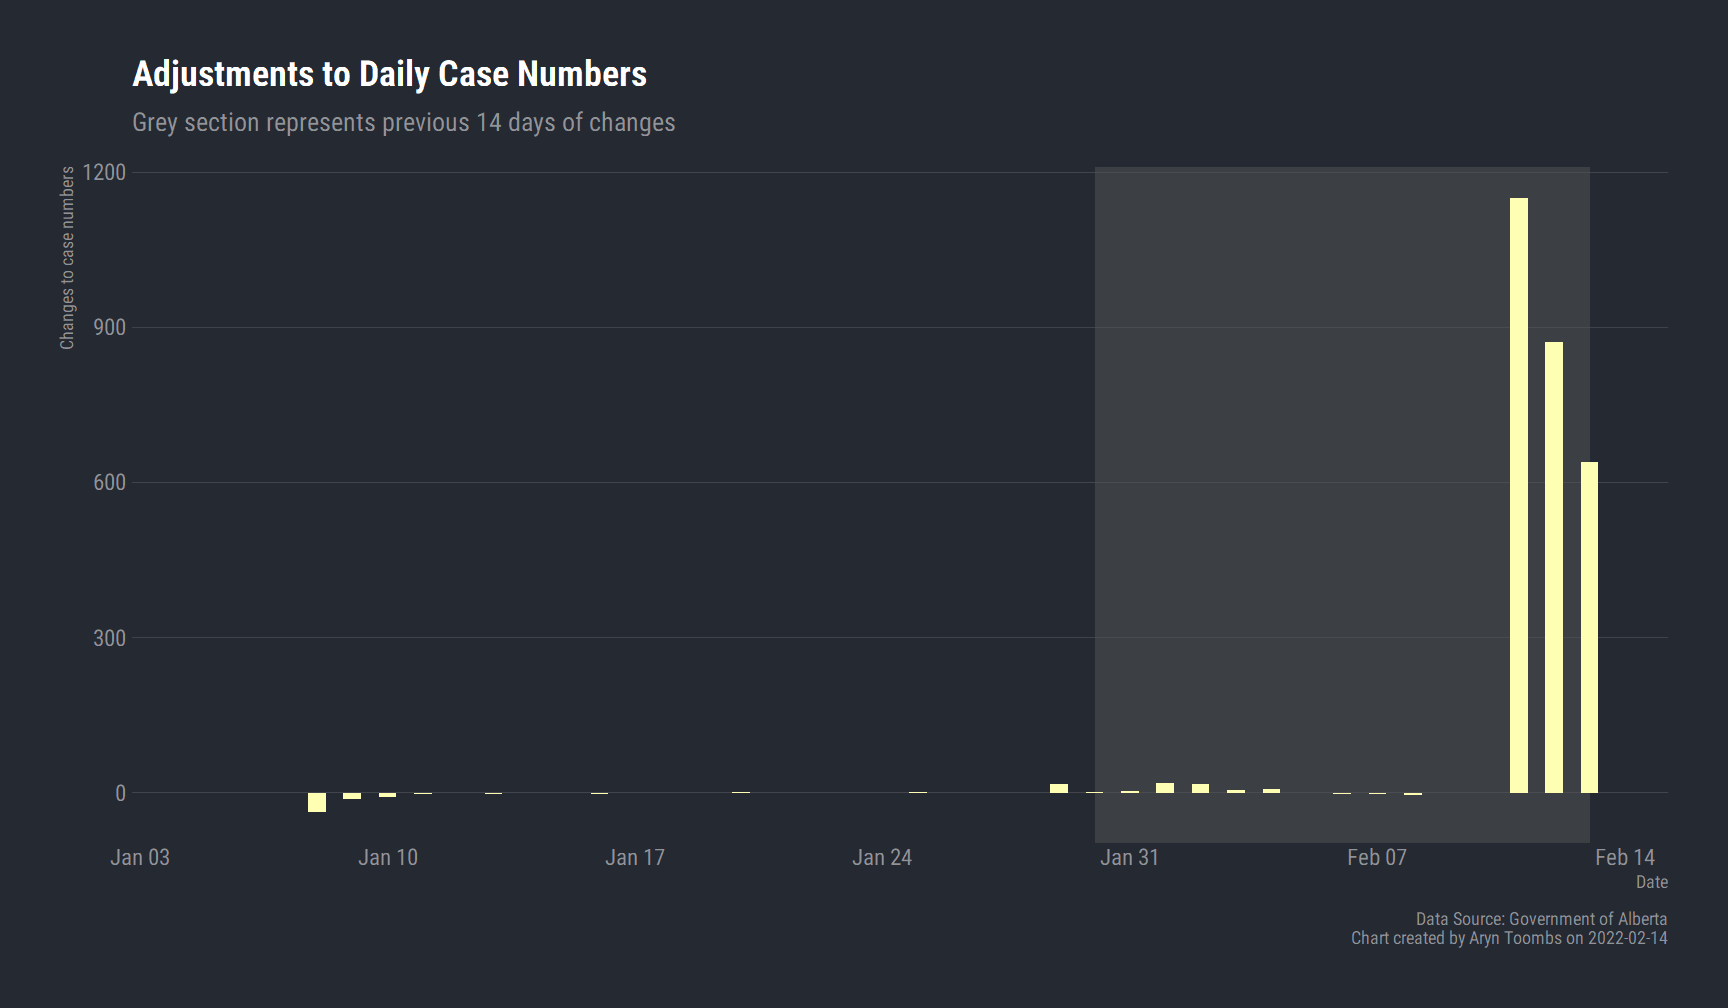 Adjustments to Daily Case Numbers
Grey section represents previous 14 days of changes
Changes to case numbers
1200
900
600
300
0
Jan 03
Jan 10
Jan 17
Jan 24
Jan 31
Feb 07
Feb 14
Date
Data Source: Government of Alberta
Chart created by Aryn Toombs on 2022-02-14